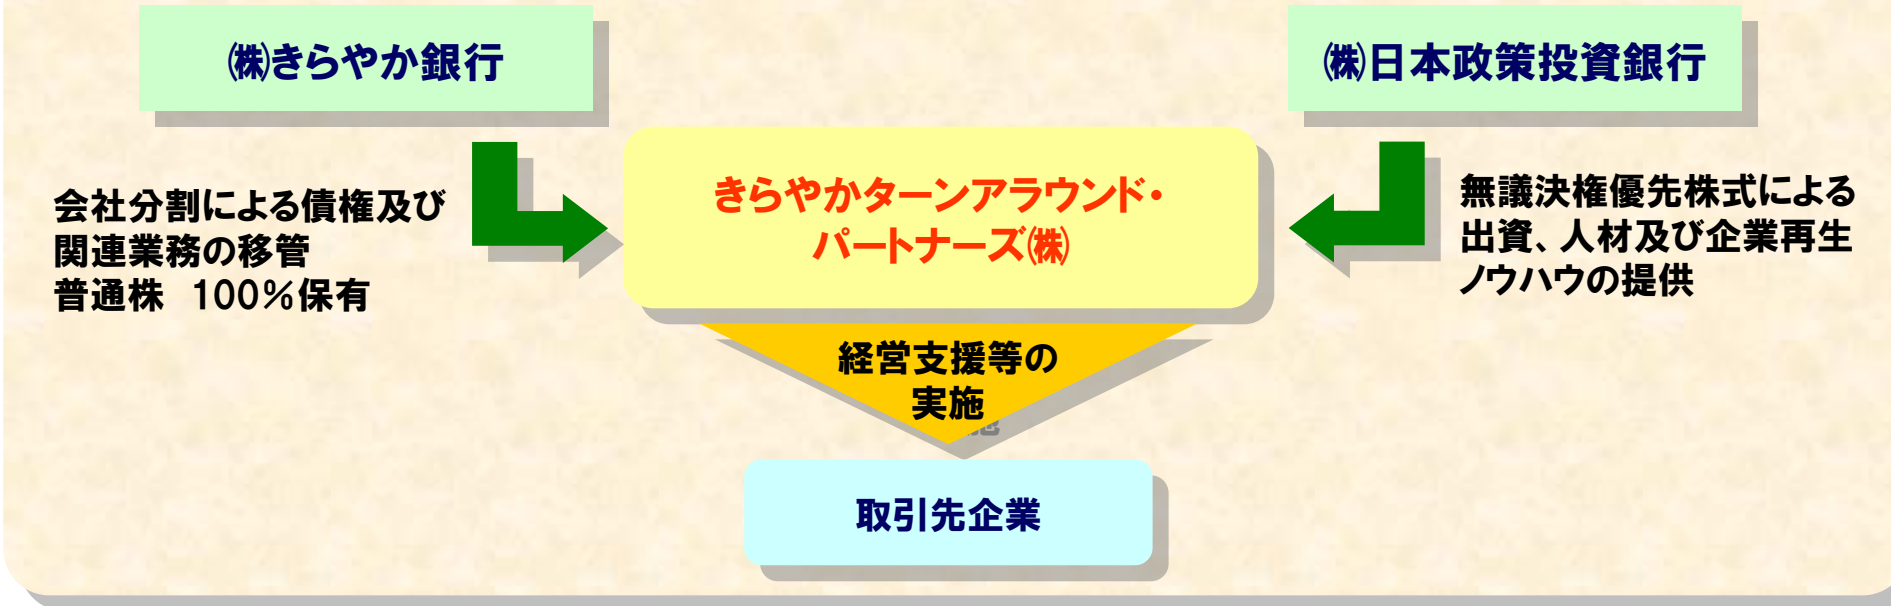 ㈱きらやか銀行
㈱日本政策投資銀行
会社分割による債権及び
関連業務の移管
普通株　100%保有
きらやかターンアラウンド・
パートナーズ㈱
無議決権優先株式による
出資、人材及び企業再生
ノウハウの提供
経営支援等の
実施
取引先企業